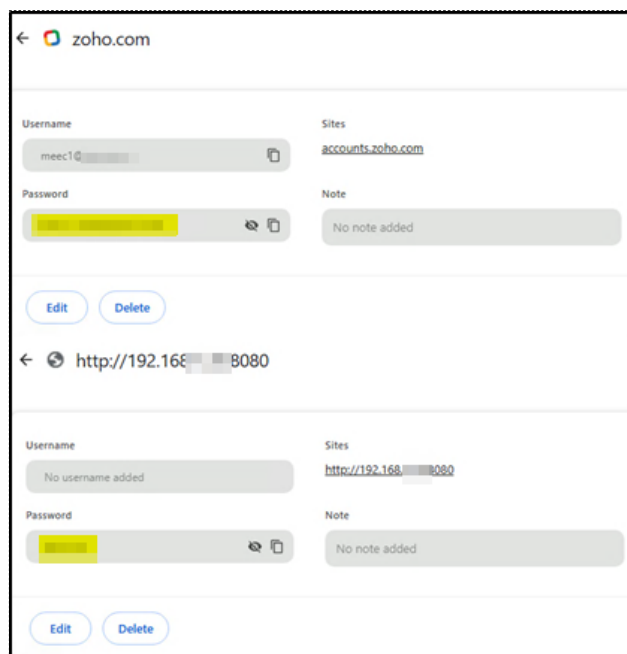 zoho.com
Username
Sites
meec1@
accounts.zoho.com
Password
Note
No note added
Edit
Delete
http://192.168 8080
Username
Sites
No username added
http://192.168. 8080
Password
Note
No note added
Edit
Delete